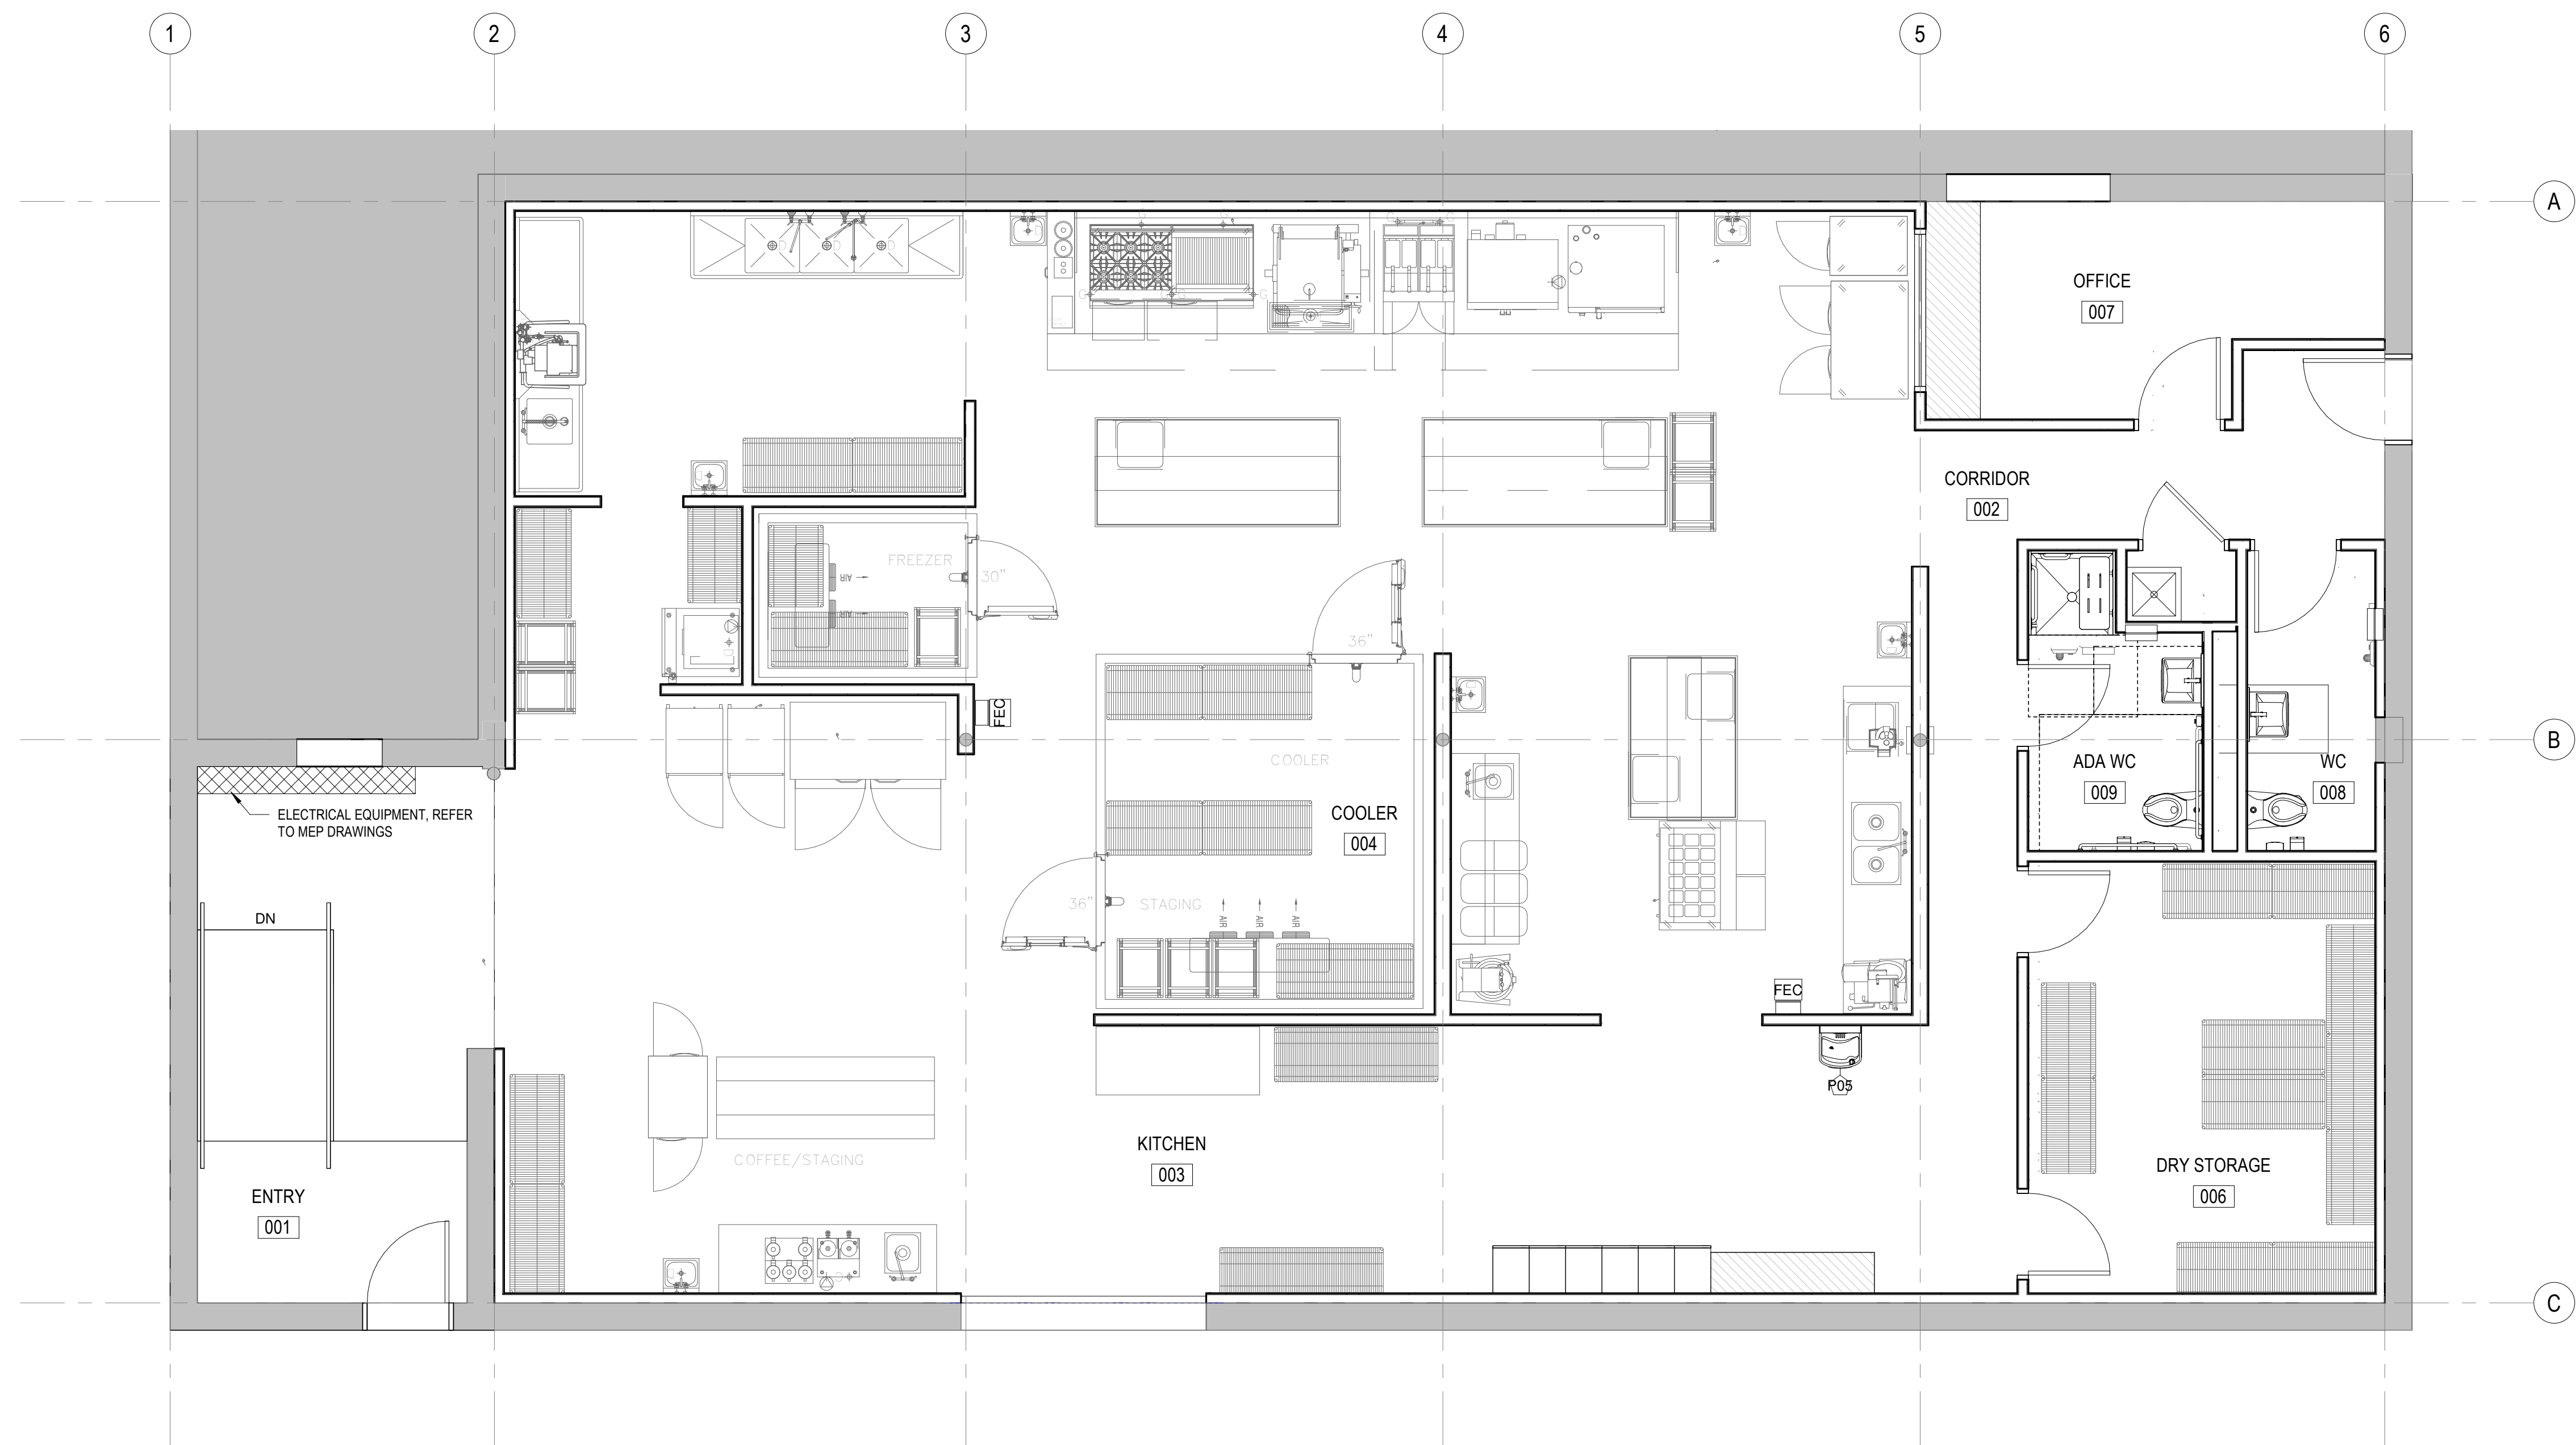 1
2
3
4
5
6
A
OFFICE
007
CORRIDOR
002
FREEZER
AIR
AIR
30"
36"
FEC
B
COOLER
COOLER
004
ADA WC
009
WC
008
ELECTRICAL EQUIPMENT, REFER
TO MEP DRAWINGS
DN
36"
STAGING
AIR
AIR
AIR
FEC
P05
KITCHEN
003
COFFEE/STAGING
DRY STORAGE
006
ENTRY
001
C